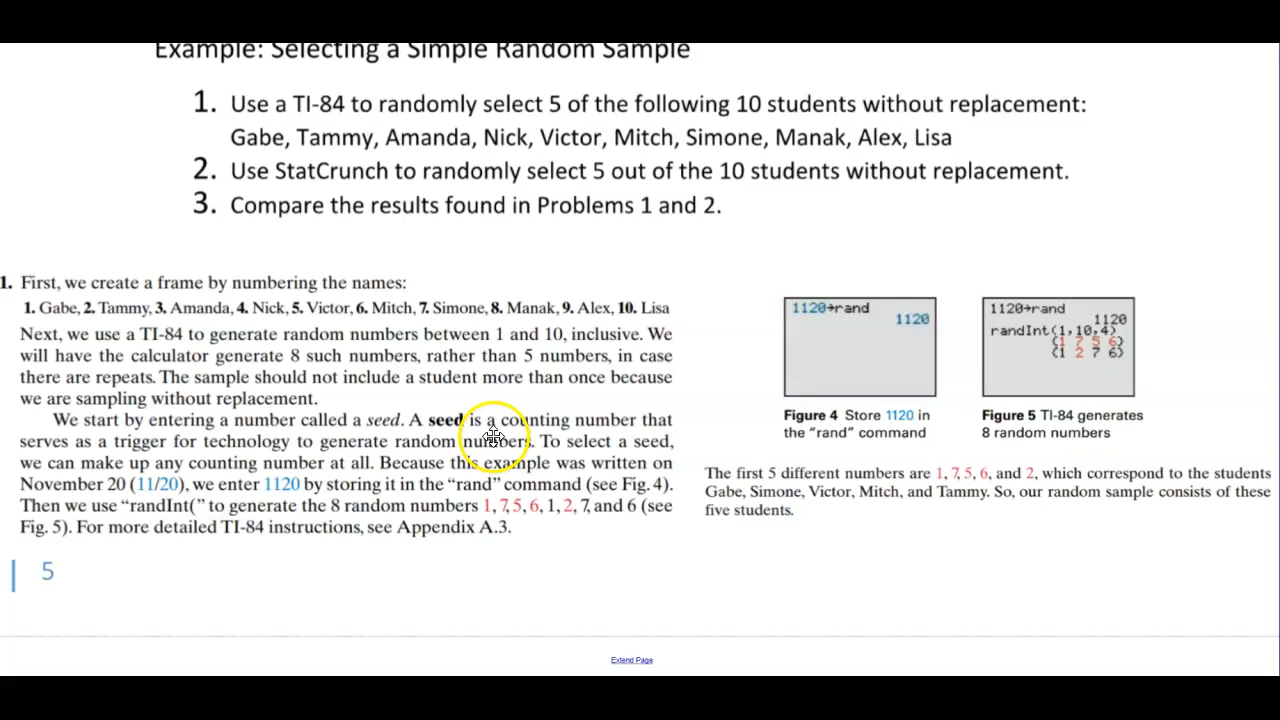 Example: Selecting a Simple Random Sample
1. Use a TI-84 to randomly select 5 of the following 10 students without replacement:
Gabe, Tammy, Amanda, Nick, Victor, Mitch, Simone, Manak, Alex, Lisa
2. Use StatCrunch to randomly select 5 out of the 10 students without replacement.
3. Compare the results found in Problems 1 and 2.
1. First, we create a frame by numbering the names:
1. Gabe, 2. Tammy, 3. Amanda, 4. Nick, 5. Victor, 6. Mitch, 7. Simone, 8. Manak, 9. Alex, 10. Lisa
Next, we use a TI-84 to generate random numbers between 1 and 10, inclusive. We
will have the calculator generate 8 such numbers, rather than 5 numbers, in case
there are repeats. The sample should not include a student more than once because
we are sampling without replacement.
We start by entering a number called a seed. A seed is a counting number that
serves as a trigger for technology to generate random numbers. To select a seed,
we can make up any counting number at all. Because this example was written on
November 20 (11/20), we enter 1120 by storing it in the “rand” command (see Fig. 4).
Then we use “randInt(” to generate the 8 random numbers 1, 7, 5, 6, 1, 2, 7, and 6 (see
Fig. 5). For more detailed TI-84 instructions, see Appendix A.3.
1120→rand
1120
Figure 4 Store 1120 in
the “rand” command
1120→rand
1120
randInt(1,10,4)
{1 7 5 6}
{1 2 7 6}
Figure 5 TI-84 generates
8 random numbers
The first 5 different numbers are 1, 7, 5, 6, and 2, which correspond to the students
Gabe, Simone, Victor, Mitch, and Tammy. So, our random sample consists of these
five students.
5
Extend Page